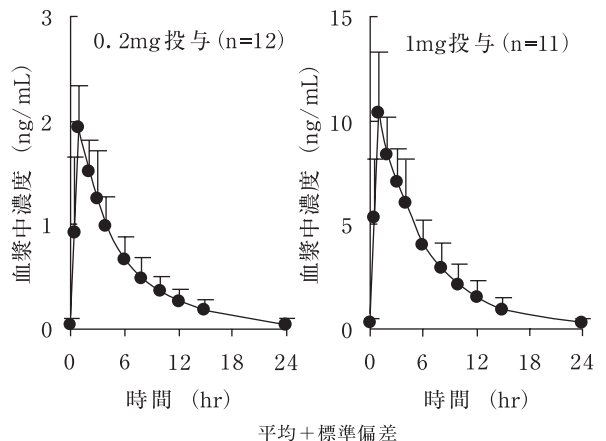 3
2
1
0
0.2mg投与(n=12)
血漿中濃度 (ng/mL)
0 6 12 18 24
時間 (hr)
15
10
5
0
1mg投与(n=11)
血漿中濃度 (ng/mL)
0 6 12 18 24
時間 (hr)
平均+標準偏差